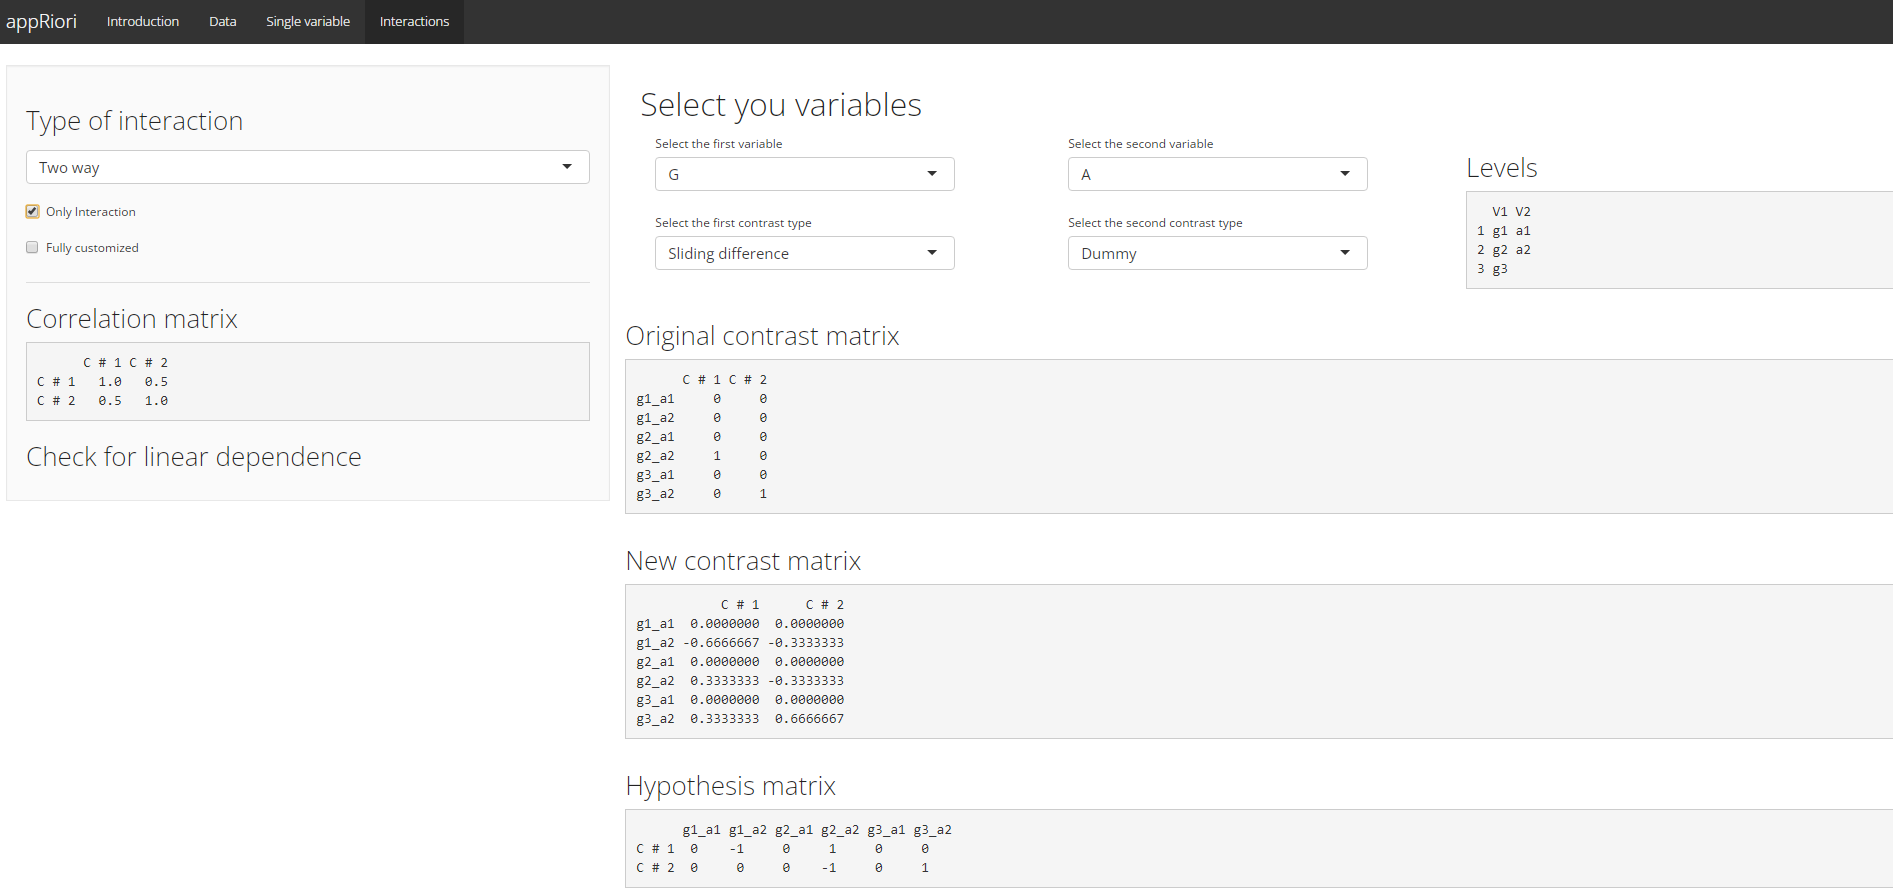 appRiori Introduction Data Single variable Interactions
Type of interaction
Two way
Only Interaction
Fully customized
Correlation matrix
C # 1 C # 2
C # 1 1.0 0.5
C # 2 0.5 1.0
Check for linear dependence
Select you variables
Select the first variable
G
Select the second variable
A
Select the first contrast type
Sliding difference
Select the second contrast type
Dummy
Levels
V1 V2
1 g1 a1
2 g2 a2
3 g3
Original contrast matrix
C # 1 C # 2
g1_a1 0 0
g1_a2 0 0
g2_a1 0 0
g2_a2 1 0
g3_a1 0 0
g3_a2 0 1
New contrast matrix
C # 1 C # 2
g1_a1 0.0000000 0.0000000
g1_a2 -0.6666667 -0.3333333
g2_a1 0.0000000 0.0000000
g2_a2 0.3333333 -0.3333333
g3_a1 0.0000000 0.0000000
g3_a2 0.3333333 0.6666667
Hypothesis matrix
g1_a1 g1_a2 g2_a1 g2_a2 g3_a1 g3_a2
C # 1 0 -1 0 1 0 0
C # 2 0 0 0 -1 0 1